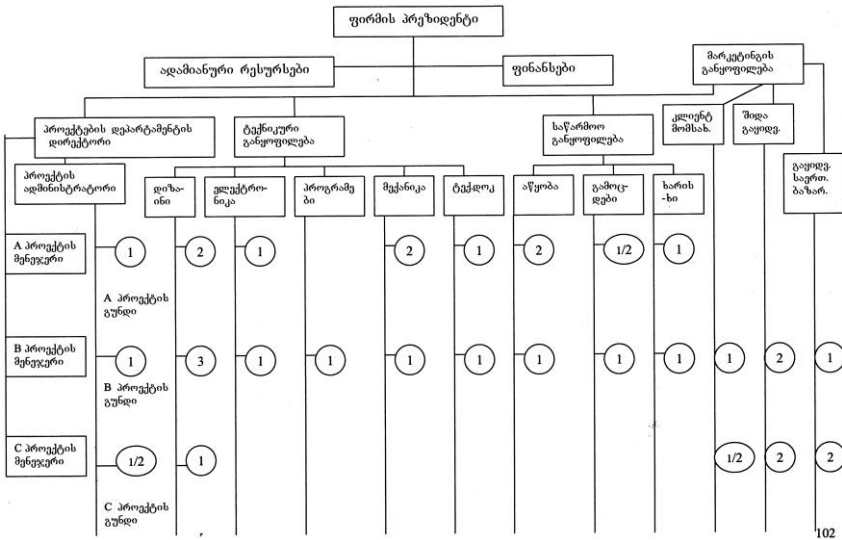 ფირმის პრეზიდენტი
ადამიანური რესურსები
ფინანსები
მარკეტინგის
განყოფილება
პროექტების დეპარტამენტის
დირექტორი
ტექნიკური
განყოფილება
საწარმოო
განყოფილება
კლიენტ
მომსახ.
შიდა
გაყიდე.
გაყიდე.
საერთ.
ბაზარ.
პროექტის
ადმინისტრატორი
დიზა-
ინი
ელექტრო-
ნიკა
პროგრამე
ბი
მექანიკა
ტექდოკ
აწყობა
გამოც-
დები
ხარის
-ხი
A პროექტის
მენეჯერი
1 2 1 2 1 2 1/2 1
A პროექტის
გუნდი
B პროექტის
მენეჯერი
1 3 1 1 1 1 1 1 1 1 2 1
B პროექტის
გუნდი
C პროექტის
მენეჯერი
1/2 1 1/2 2 2
C პროექტის
გუნდი
102